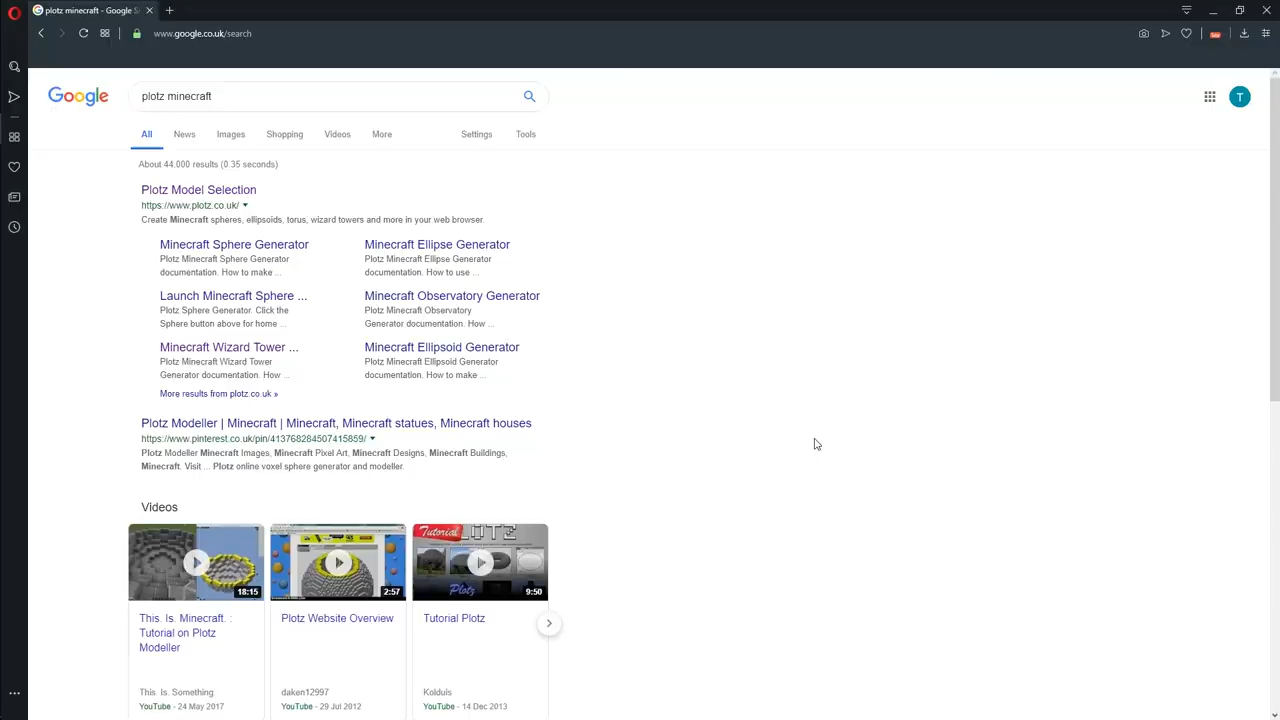 plotz minecraft - Google S
www.google.co.uk/search
Google
plotz minecraft
T
All
News
Images
Shopping
Videos
More
Settings
Tools
About 44,000 results (0.35 seconds)
Plotz Model Selection
https://www.plotz.co.uk/
Create Minecraft spheres, ellipsoids, torus, wizard towers and more in your web browser.
Minecraft Sphere Generator
Plotz Minecraft Sphere Generator
documentation. How to make ...
Minecraft Ellipse Generator
Plotz Minecraft Ellipse Generator
documentation. How to use ...
Launch Minecraft Sphere ...
Plotz Sphere Generator. Click the
Sphere button above for home ...
Minecraft Observatory Generator
Plotz Minecraft Observatory
Generator documentation. How ...
Minecraft Wizard Tower ...
Plotz Minecraft Wizard Tower
Generator documentation. How ...
Minecraft Ellipsoid Generator
Plotz Minecraft Ellipsoid Generator
documentation. How to make ...
More results from plotz.co.uk »
Plotz Modeller | Minecraft | Minecraft, Minecraft statues, Minecraft houses
https://www.pinterest.co.uk/pin/413768284507415859/
Plotz Modeller Minecraft Images, Minecraft Pixel Art, Minecraft Designs, Minecraft Buildings,
Minecraft. Visit ... Plotz online voxel sphere generator and modeller.
Videos
18:15
2:57
Tutorial
PLOTZ
Plotz
9:50
This. Is. Minecraft. :
Tutorial on Plotz
Modeller
This. Is. Something
YouTube - 24 May 2017
Plotz Website Overview
daken12997
YouTube - 29 Jul 2012
Tutorial Plotz
Kolduis
YouTube - 14 Dec 2013